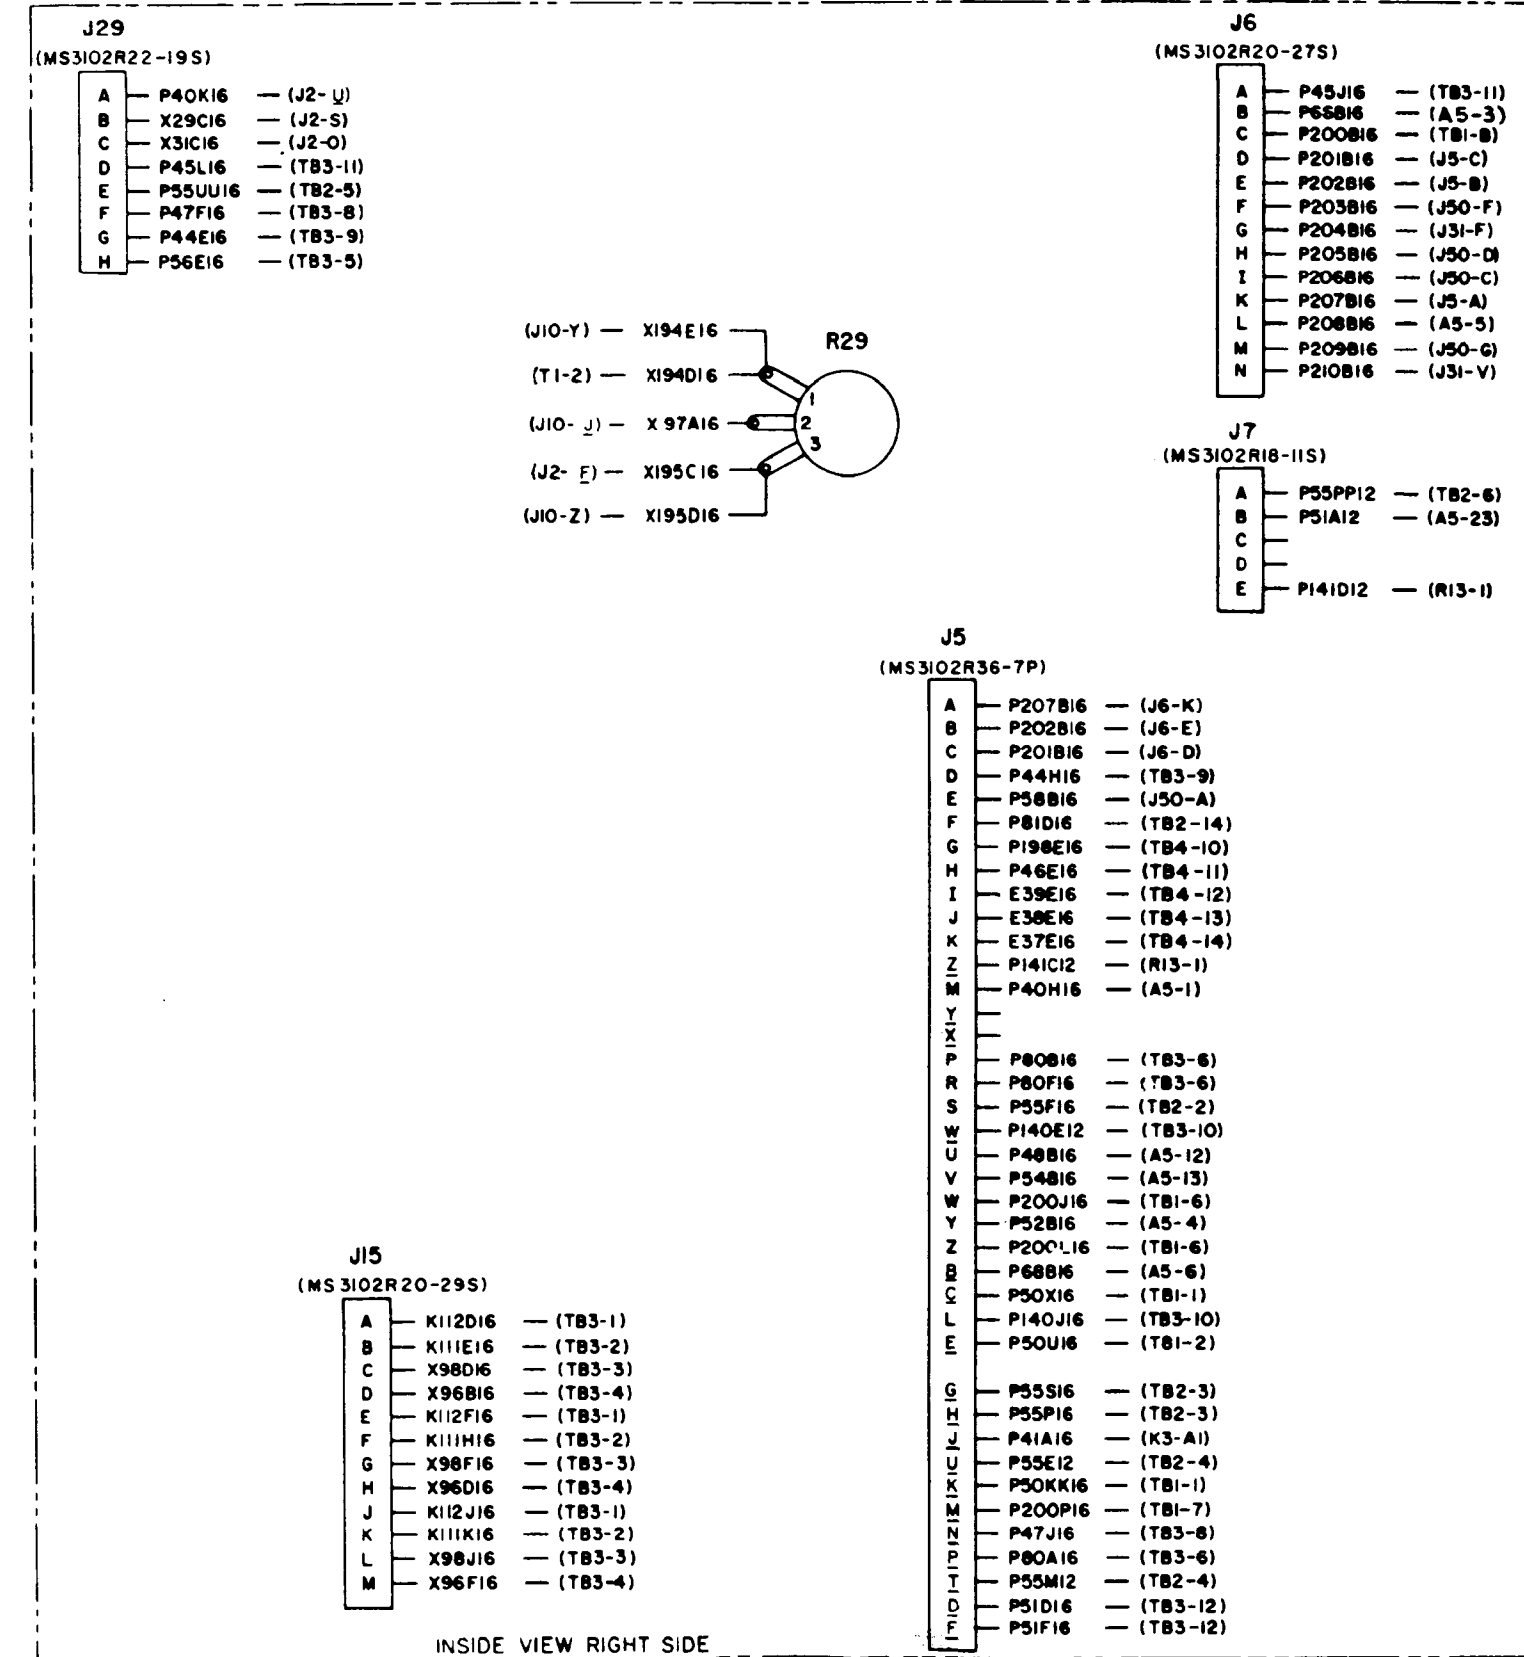 J29
(MS3102R22-19S)
A P40K16 — (J2-U)
B X29C16 — (J2-S)
C X31C16 — (J2-O)
D P45L16 — (TB3-11)
E P55UU16 — (TB2-5)
F P47F16 — (TB3-8)
G P44E16 — (TB3-9)
H P56E16 — (TB3-5)
J6
(MS3102R20-27S)
A P45J16 — (TB3-11)
B — (A5-3)
C P200B16 — (TB1-B)
D P201B16 — (J5-C)
E P202B16 — (J5-B)
F P203B16 — (J50-F)
G P204B16 — (J31-F)
H P205B16 — (J50-D)
I P206B16 — (J50-C)
K P207B16 — (J5-A)
L P208B16 — (A5-5)
M P209B16 — (J50-G)
N P210B16 — (J31-V)
(J10-Y) — X194E16
R29
(T1-2) — X194D16
1
(J10-J) — X97A16
2
3
(J2-F) — X195C16
(J10-Z) — X195D16
J7
(MS3102R18-11S)
A P55PP12 — (TB2-6)
B P51A12 — (A5-23)
C
D
E P141D12 — (R13-1)
J5
(MS3102R36-7P)
A P207B16 — (J6-K)
B P202B16 — (J6-E)
C P201B16 — (J6-D)
D P44H16 — (TB3-9)
E P58B16 — (J50-A)
F P81D16 — (TB2-14)
G P198E16 — (TB4-10)
H P46E16 — (TB4-11)
I E39E16 — (TB4-12)
J E38E16 — (TB4-13)
K E37E16 — (TB4-14)
Z P141C12 — (R13-1)
M P40H16 — (A5-1)
Y
X
P P80B16 — (TB3-6)
R P80F16 — (TB3-6)
S P55F16 — (TB2-2)
W P140E12 — (TB3-10)
U P48B16 — (A5-12)
V P54B16 — (A5-13)
W P200J16 — (TB1-6)
Y P52B16 — (A5-4)
Z P200L16 — (TB1-6)
B P68B16 — (A5-6)
C P50X16 — (TB1-1)
L P140J16 — (TB3-10)
E P50U16 — (TB1-2)
G P55S16 — (TB2-3)
H P55P16 — (TB2-3)
J P41A16 — (K3-A1)
U P55E12 — (TB2-4)
K P50KK16 — (TB1-1)
M P200P16 — (TB1-7)
N P47J16 — (TB3-8)
P P80A16 — (TB3-6)
T P55M12 — (TB2-4)
D P51D16 — (TB3-12)
F P51F16 — (TB3-12)
J15
(MS3102R20-29S)
A K112D16 — (TB3-1)
B K111E16 — (TB3-2)
C X98D16 — (TB3-3)
D X96B16 — (TB3-4)
E K112F16 — (TB3-1)
F K111H16 — (TB3-2)
G X98F16 — (TB3-3)
H X96D16 — (TB3-4)
J K112J16 — (TB3-1)
K K111K16 — (TB3-2)
L X98J16 — (TB3-3)
M X96F16 — (TB3-4)
INSIDE VIEW RIGHT SIDE